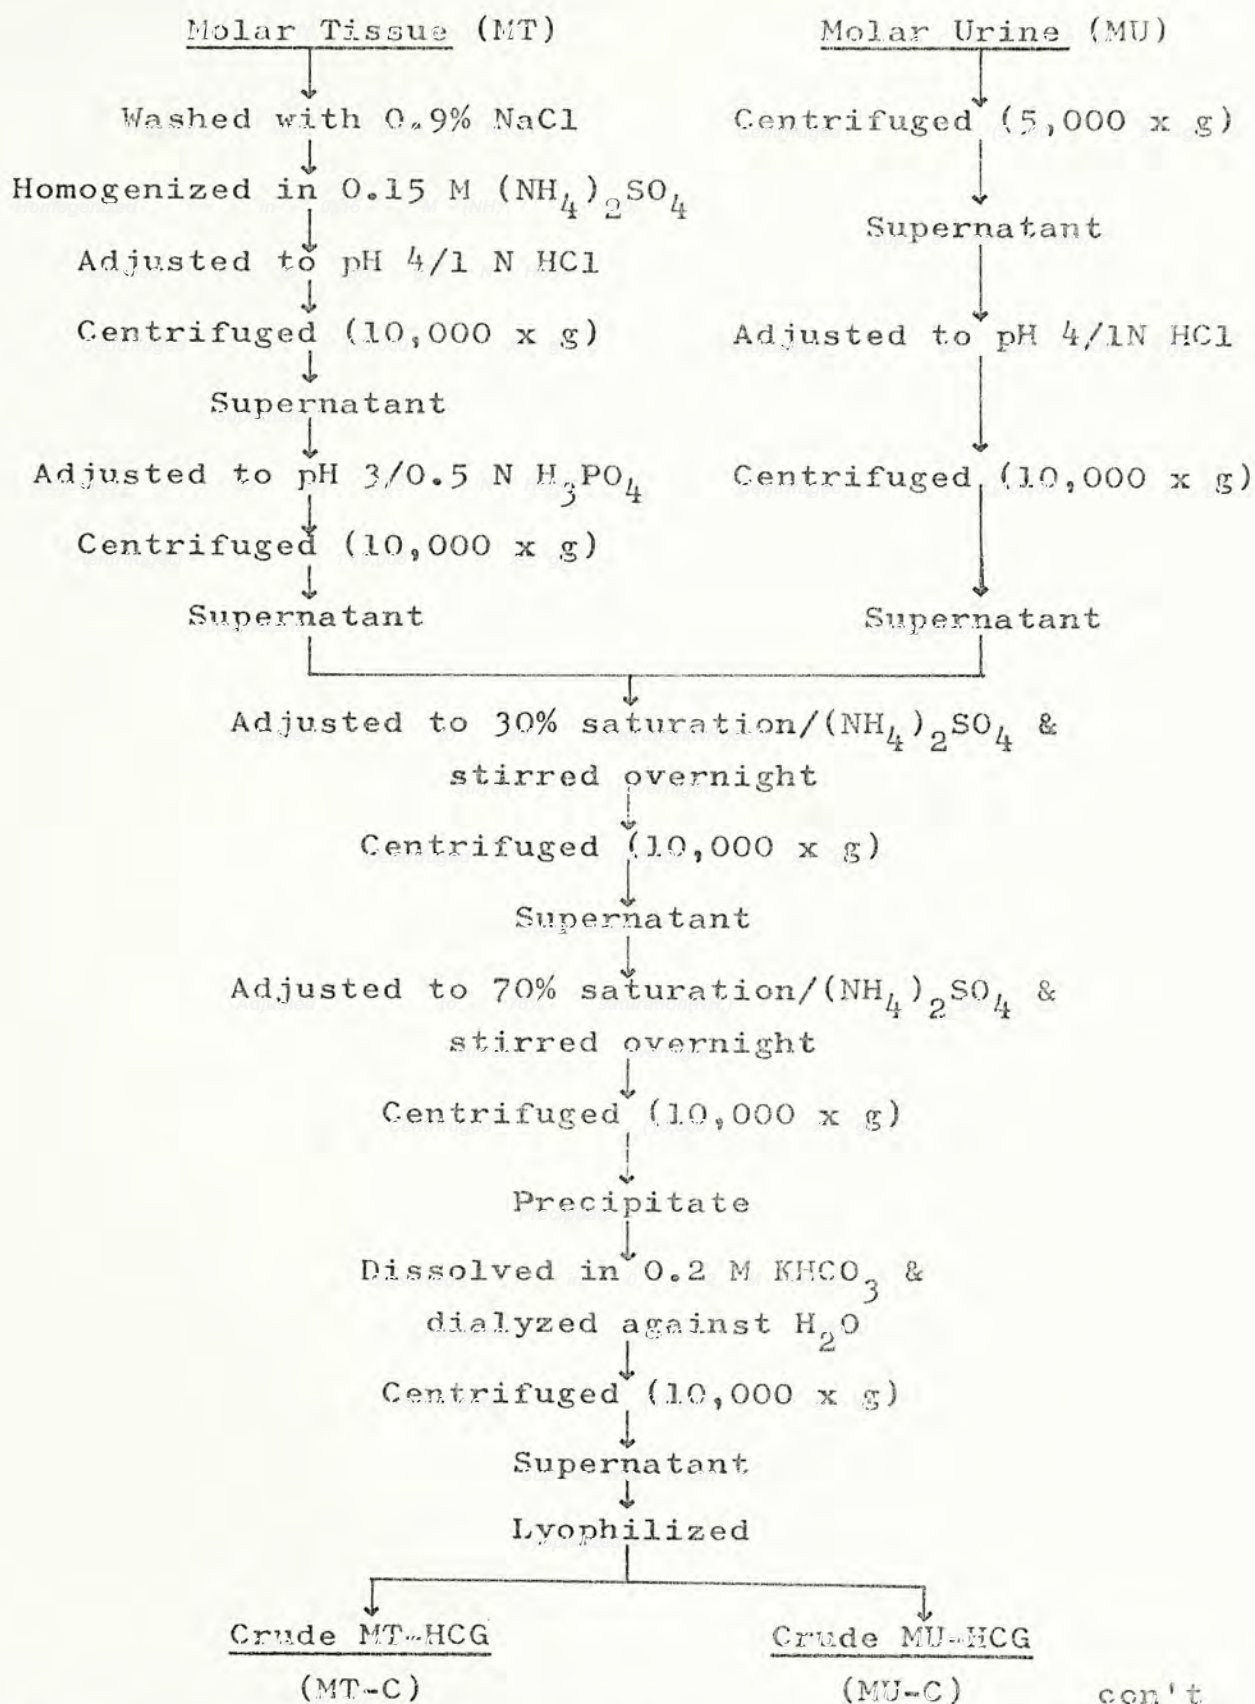 Molar Tissue (MT)
Washed with 0.9% NaCl
Homogenized in 0.15 M (NH4)2SO4
Adjusted to pH 4/1 N HCl
Centrifuged (10,000 x g)
Supernatant
Adjusted to pH 3/0.5 N H3PO4
Centrifuged (10,000 x g)
Supernatant
Molar Urine (MU)
Centrifuged (5,000 x g)
Supernatant
Adjusted to pH 4/1N HCl
Centrifuged (10,000 x g)
Supernatant
Adjusted to 30% saturation/(NH4)2SO4 &
stirred overnight
Centrifuged (10,000 x g)
Supernatant
Adjusted to 70% saturation/(NH4)2SO4 &
stirred overnight
Centrifuged (10,000 x g)
Precipitate
Dissolved in 0.2 M KHCO3 &
dialyzed against H2O
Centrifuged (10,000 x g)
Supernatant
Lyophilized
Crude MT-HCG
(MT-C)
Crude MU-HCG
(MU-C)
con't